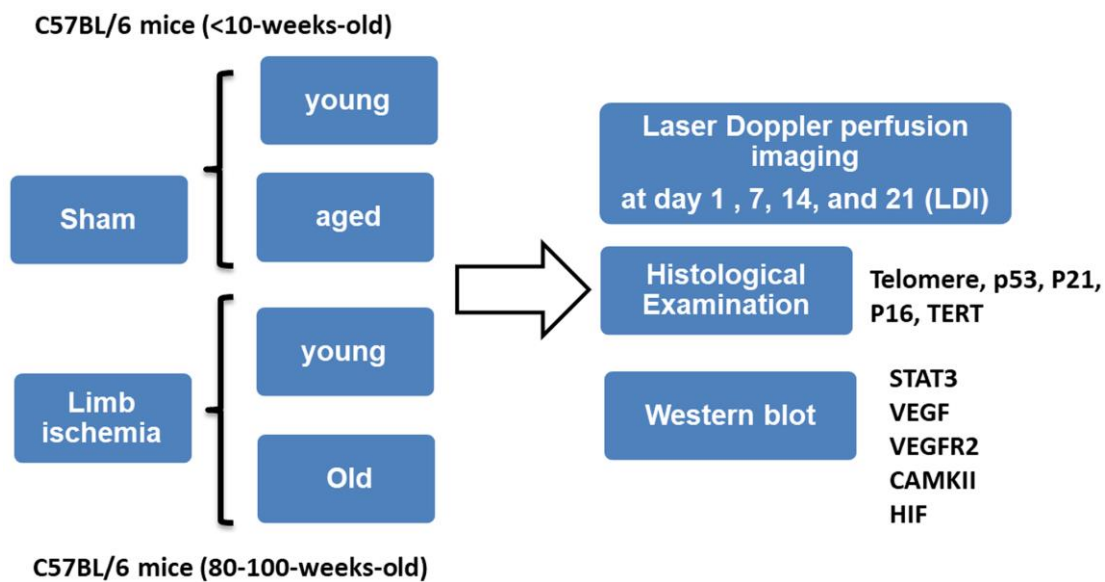 C57BL/6 mice (<10-weeks-old)
young
Sham
aged
young
Limb
ischemia
Old
C57BL/6 mice (80-100-weeks-old)
Laser Doppler perfusion
imaging
at day 1 , 7, 14, and 21 (LDI)
Histological
Examination
Telomere, p53, P21,
P16, TERT
Western blot
STAT3
VEGF
VEGFR2
CAMKII
HIF